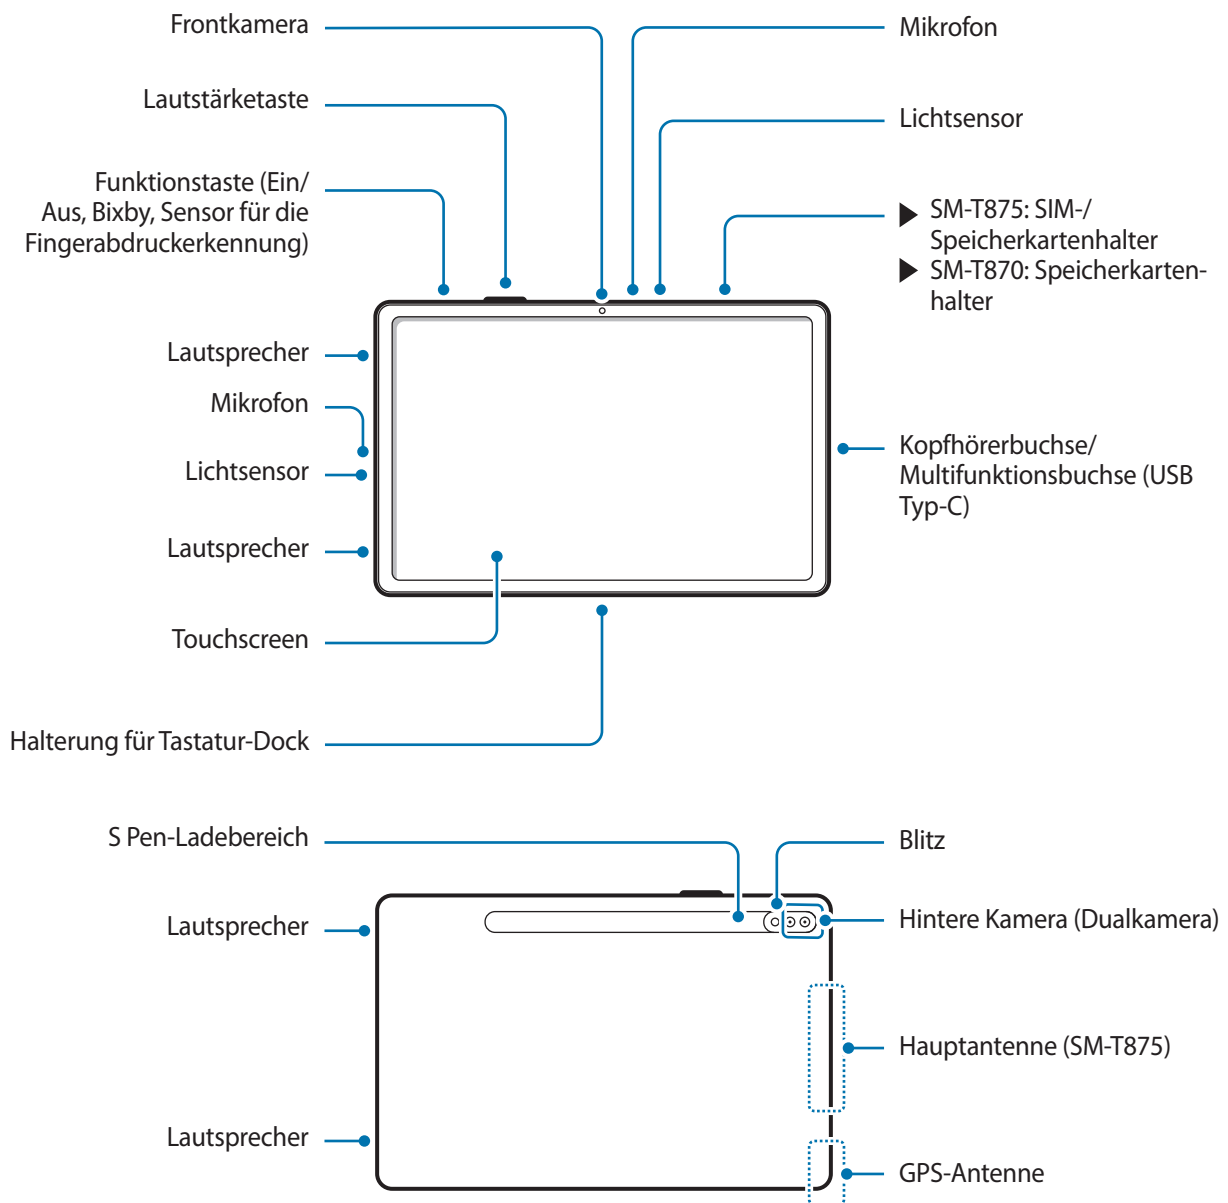 Frontkamera
Mikrofon
Lautstärketaste
Lichtsensor
Funktionstaste (Ein/
Aus, Bixby, Sensor für die
Fingerabdruckerkennung)
SM-T875: SIM-/
Speicherkartenhalter
SM-T870: Speicherkarten-
halter
Lautsprecher
Mikrofon
Lichtsensor
Lautsprecher
Kopfhörerbuchse/
Multifunktionsbuchse (USB
Typ-C)
Touchscreen
Halterung für Tastatur-Dock
S Pen-Ladebereich
Blitz
Lautsprecher
Hintere Kamera (Dualkamera)
Hauptantenne (SM-T875)
Lautsprecher
GPS-Antenne